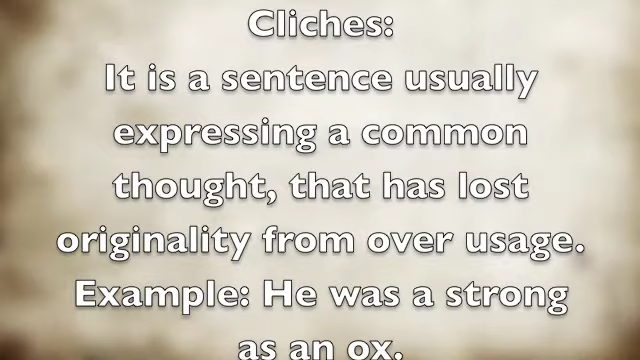 Cliches:
It is a sentence usually
expressing a common
thought, that has lost
originality from over usage.
Example: He was a strong
as an ox.